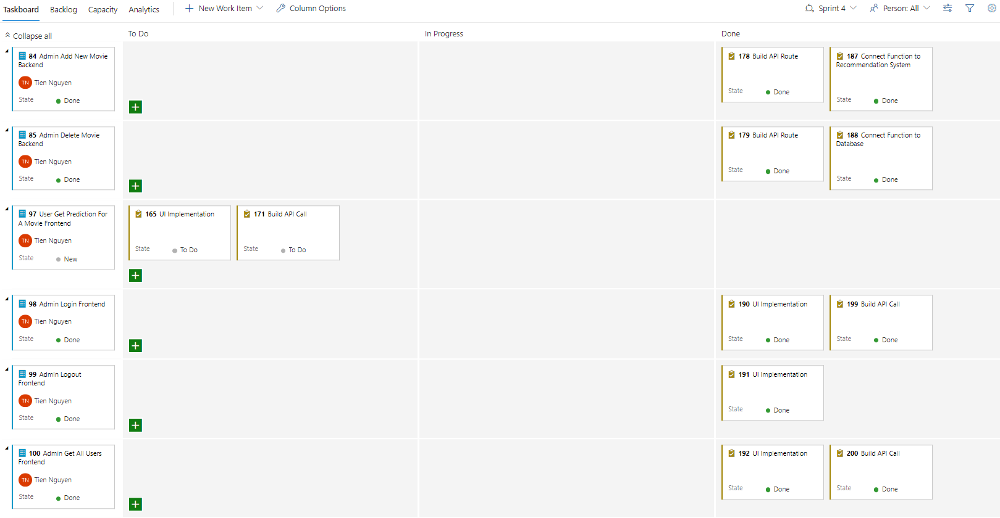 Taskboard Backlog Capacity Analytics New Work Item Column Options Sprint 4 Person: All
Collapse all To Do In Progress Done
84 Admin Add New Movie
Backend
TN Tien Nguyen
State Done
178 Build API Route
State Done
187 Connect Function to
Recommendation System
State Done
85 Admin Delete Movie
Backend
TN Tien Nguyen
State Done
179 Build API Route
State Done
188 Connect Function to
Database
State Done
97 User Get Prediction For
A Movie Frontend
TN Tien Nguyen
State New
165 UI Implementation
State To Do
171 Build API Call
State To Do
98 Admin Login Frontend
TN Tien Nguyen
State Done
190 UI Implementation
State Done
199 Build API Call
State Done
99 Admin Logout
Frontend
TN Tien Nguyen
State Done
191 UI Implementation
State Done
100 Admin Get All Users
Frontend
TN Tien Nguyen
State Done
192 UI Implementation
State Done
200 Build API Call
State Done